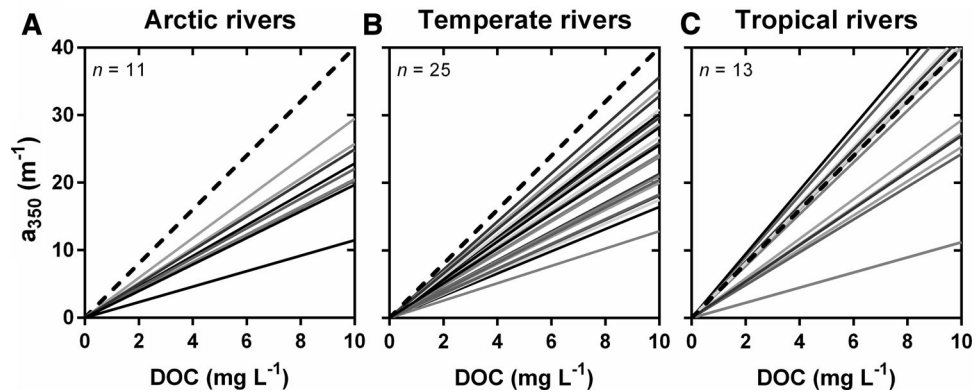 A Arctic rivers
B Temperate rivers
C Tropical rivers
n = 11
n = 25
n = 13
a350 (m−1)
40
30
20
10
0
0 2 4 6 8 10
0 2 4 6 8 10
0 2 4 6 8 10
DOC (mg L−1)
DOC (mg L−1)
DOC (mg L−1)